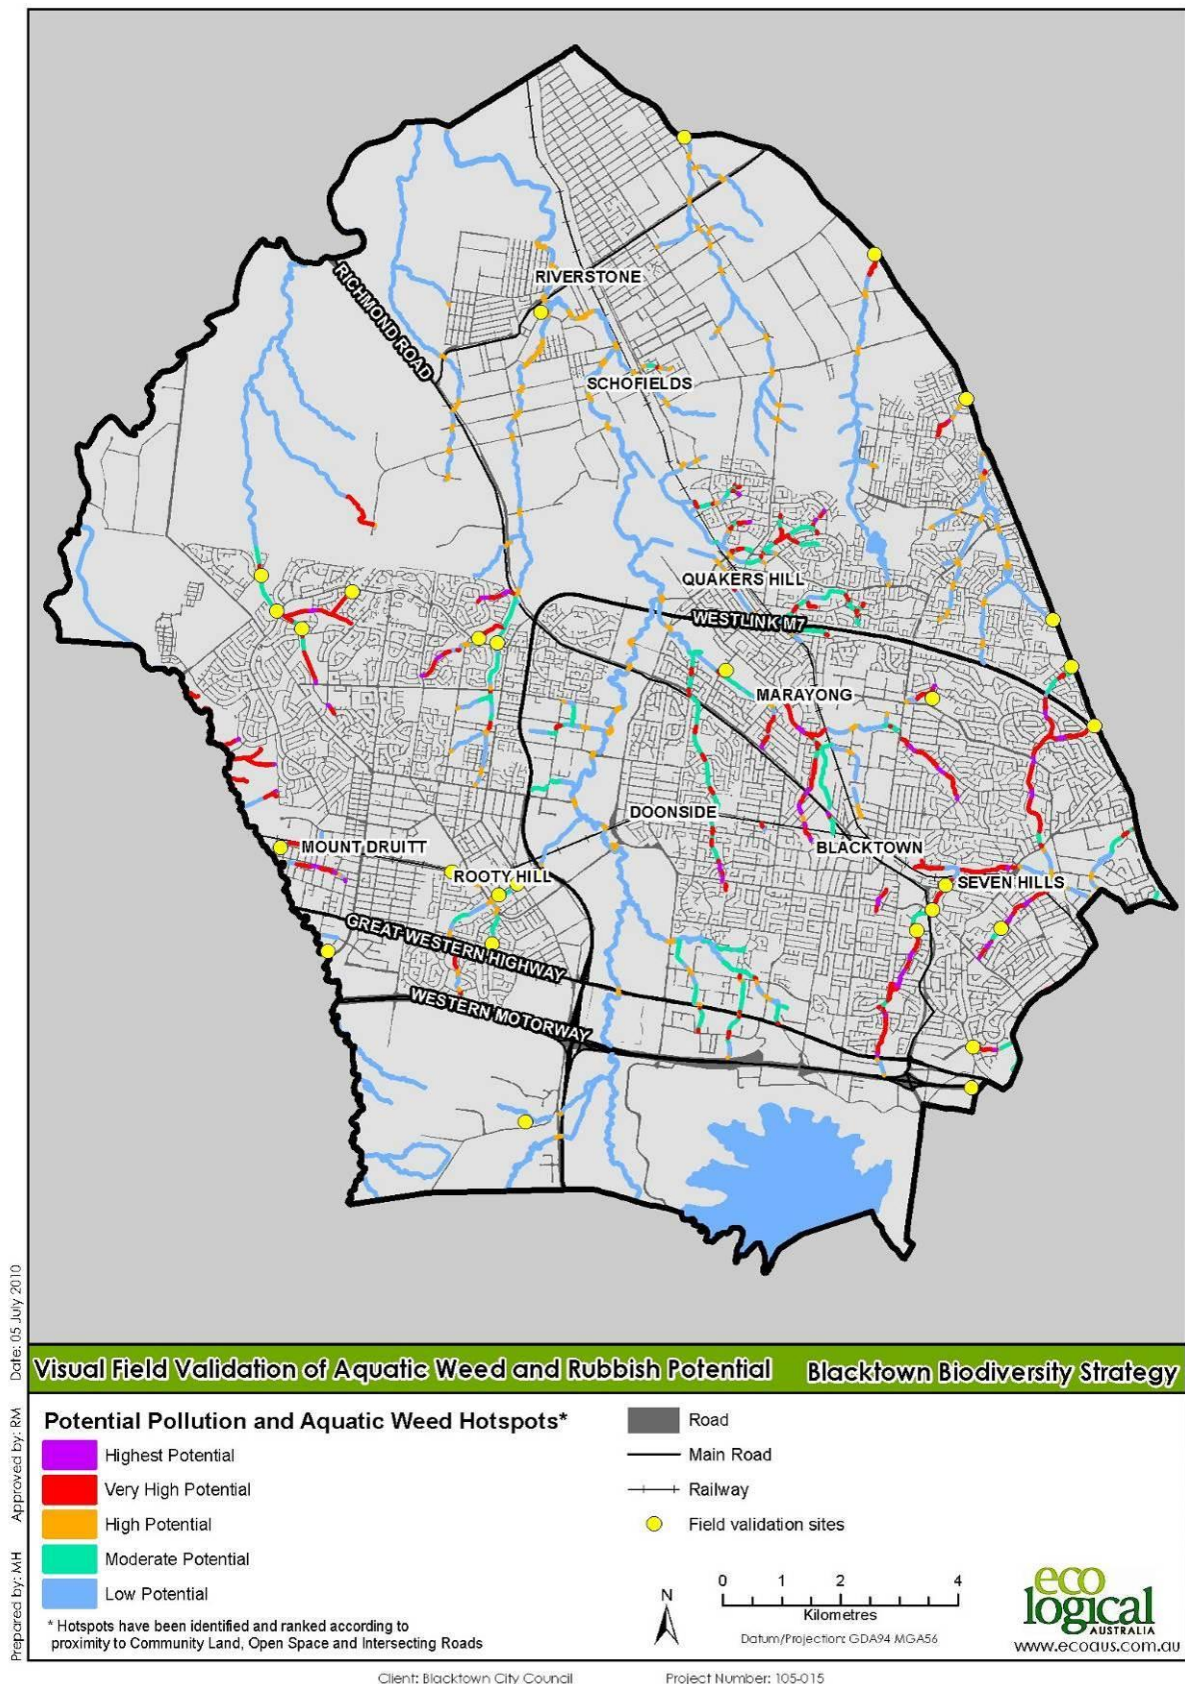 RIVERSTONE
RICHMOND ROAD
SCHOFIELDS
QUAKERS HILL
WESTLINK M7
MARAYONG
DOONSIDE
MOUNT DRUITT
BLACKTOWN
ROOTY HILL
SEVEN HILLS
GREAT WESTERN HIGHWAY
WESTERN MOTORWAY
Prepared by: MH Approved by: RM Date: 05 July 2010
Visual Field Validation of Aquatic Weed and Rubbish Potential Blacktown Biodiversity Strategy
Potential Pollution and Aquatic Weed Hotspots*
Highest Potential
Very High Potential
High Potential
Moderate Potential
Low Potential
* Hotspots have been identified and ranked according to
proximity to Community Land, Open Space and Intersecting Roads
Road
Main Road
Railway
Field validation sites
N
0 1 2 4
Kilometres
Datum/Projection: GDA94 MGA56
eco
logical
AUSTRALIA
www.ecoaus.com.au
Client: Blacktown City Council Project Number: 105-015